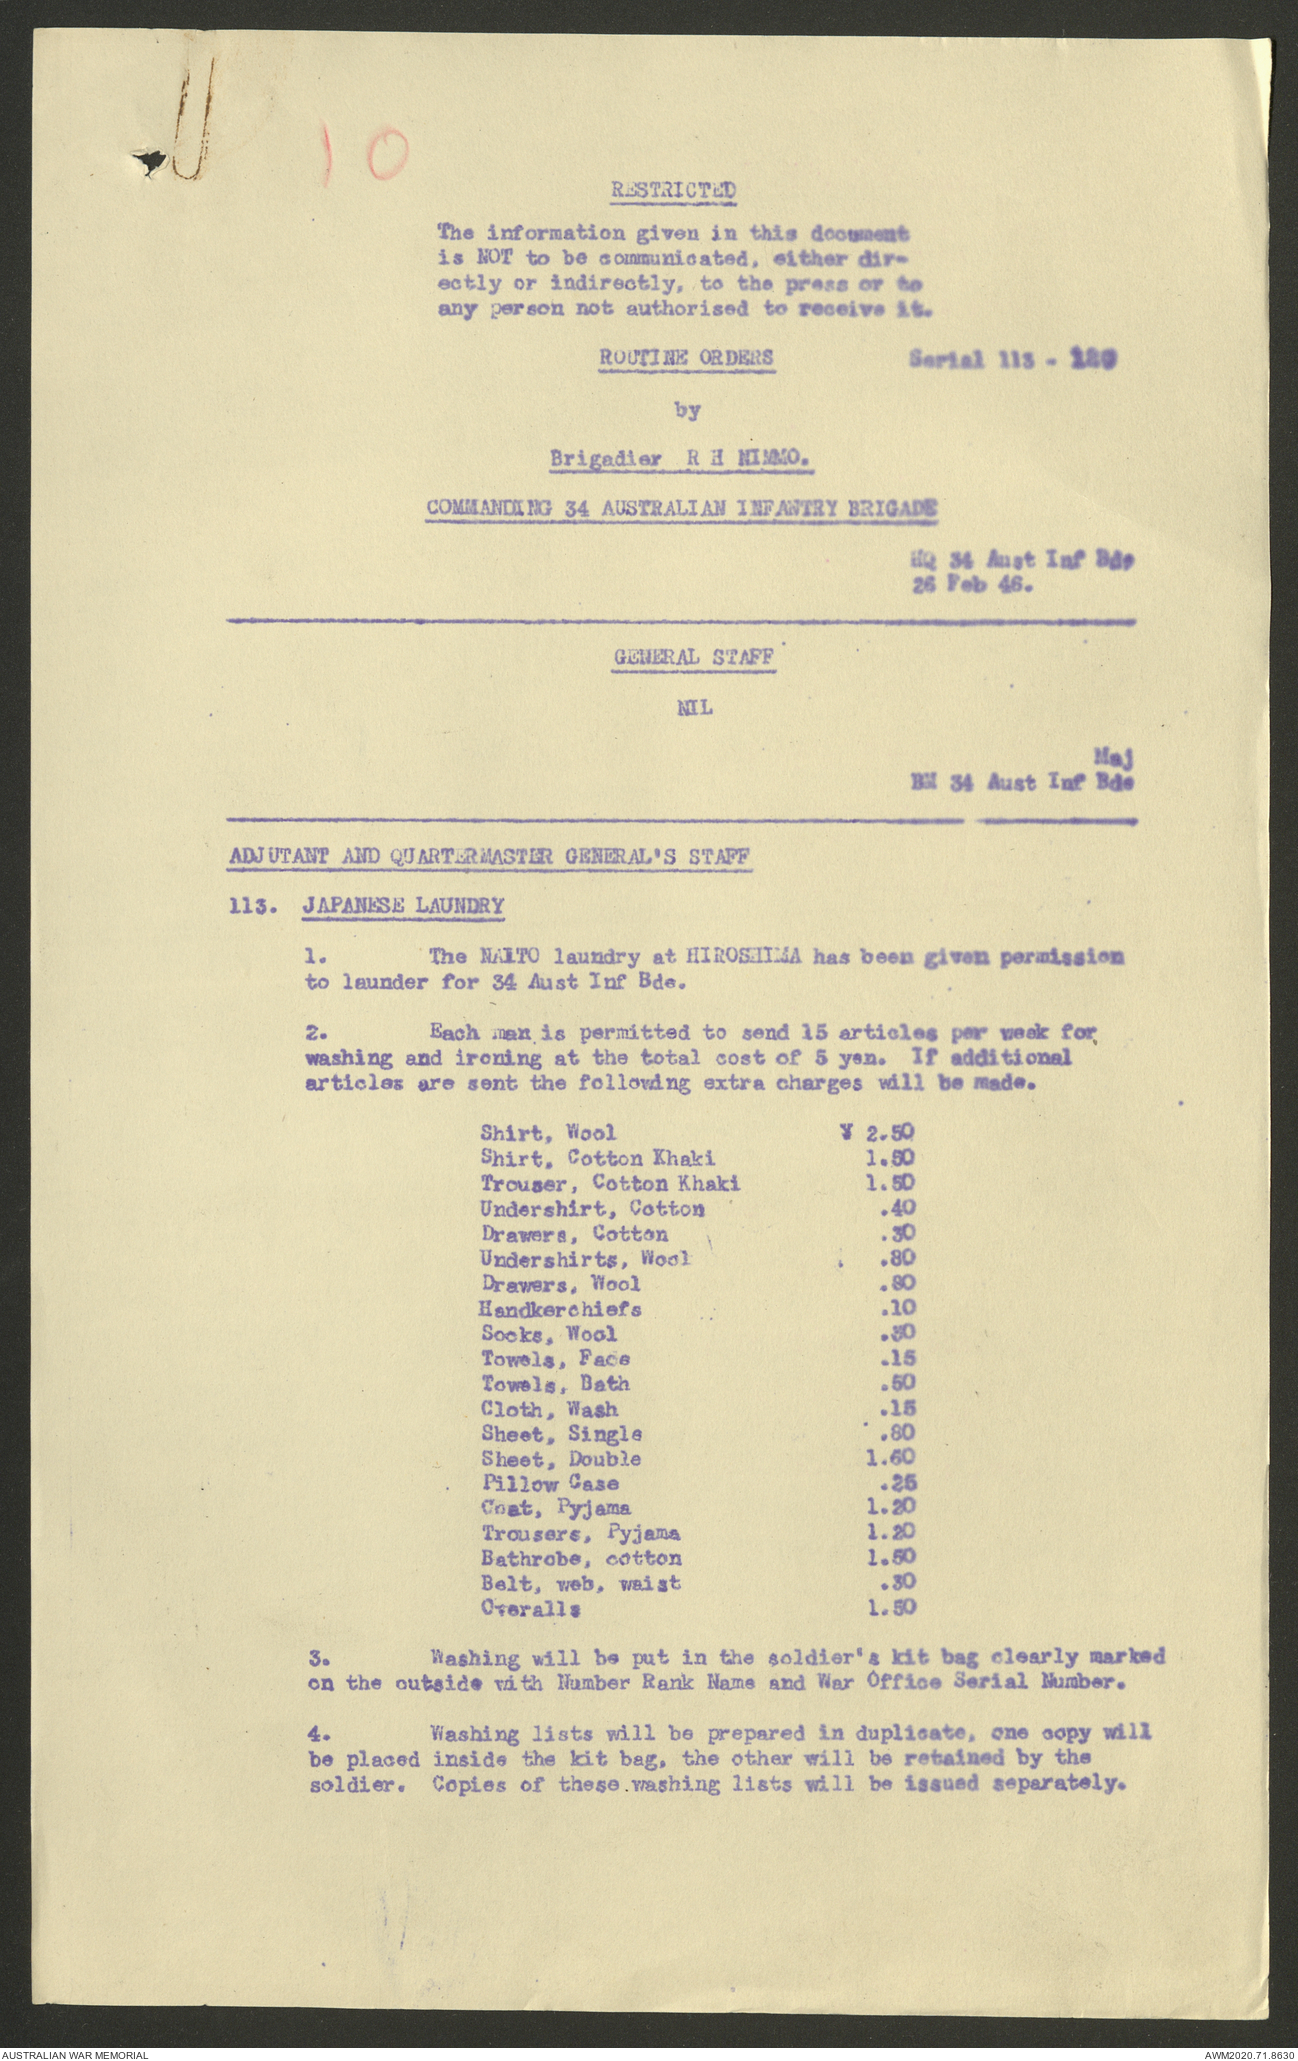 10
RESTRICTED
The information given in this document
is NOT to be communicated, either dir-
ectly or indirectly, to the press or to
any person not authorised to receive it.
ROUTINE ORDERS Serial 113 - 120
by
Brigadier R H NIMMO.
COMMANDING 34 AUSTRALIAN INFANTRY BRIGADE
HQ 34 Aust Inf Bde
26 Feb 46.
GENERAL STAFF
NIL
Maj
BM 34 Aust Inf Bde
ADJUTANT AND QUARTERMASTER GENERAL'S STAFF
113. JAPANESE LAUNDRY
1. The NAITO laundry at HIROSHIMA has been given permission
to launder for 34 Aust Inf Bde.
2. Each man is permitted to send 15 articles per week for
washing and ironing at the total cost of 5 yen. If additional
articles are sent the following extra charges will be made.
Shirt, Wool ¥ 2.50
Shirt, Cotton Khaki 1.50
Trouser, Cotton Khaki 1.50
Undershirt, Cotton .40
Drawers, Cotton .30
Undershirts, Wool .80
Drawers, Wool .80
Handkerchiefs .10
Socks, Wool .30
Towels, Face .15
Towels, Bath .50
Cloth, Wash .15
Sheet, Single .80
Sheet, Double 1.60
Pillow Case .25
Coat, Pyjama 1.20
Trousers, Pyjama 1.20
Bathrobe, cotton 1.50
Belt, web, waist .30
Overalls 1.50
3. Washing will be put in the soldier's kit bag clearly marked
on the outside with Number Rank Name and War Office Serial Number.
4. Washing lists will be prepared in duplicate, one copy will
be placed inside the kit bag, the other will be retained by the
soldier. Copies of these washing lists will be issued separately.
AUSTRALIAN WAR MEMORIAL AWM2020.71.8630